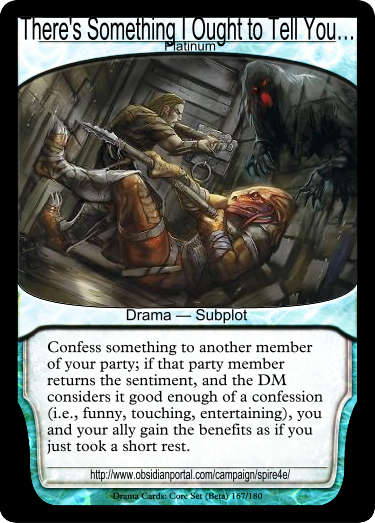 There's Something I Ought to Tell You...
Platinum
Drama — Subplot
Confess something to another member
of your party; if that party member
returns the sentiment, and the DM
considers it good enough of a confession
(i.e., funny, touching, entertaining), you
and your ally gain the benefits as if you
just took a short rest.
http://www.obsidianportal.com/campaign/spire4e/
Drama Cards: Core Set (Beta) 167/180